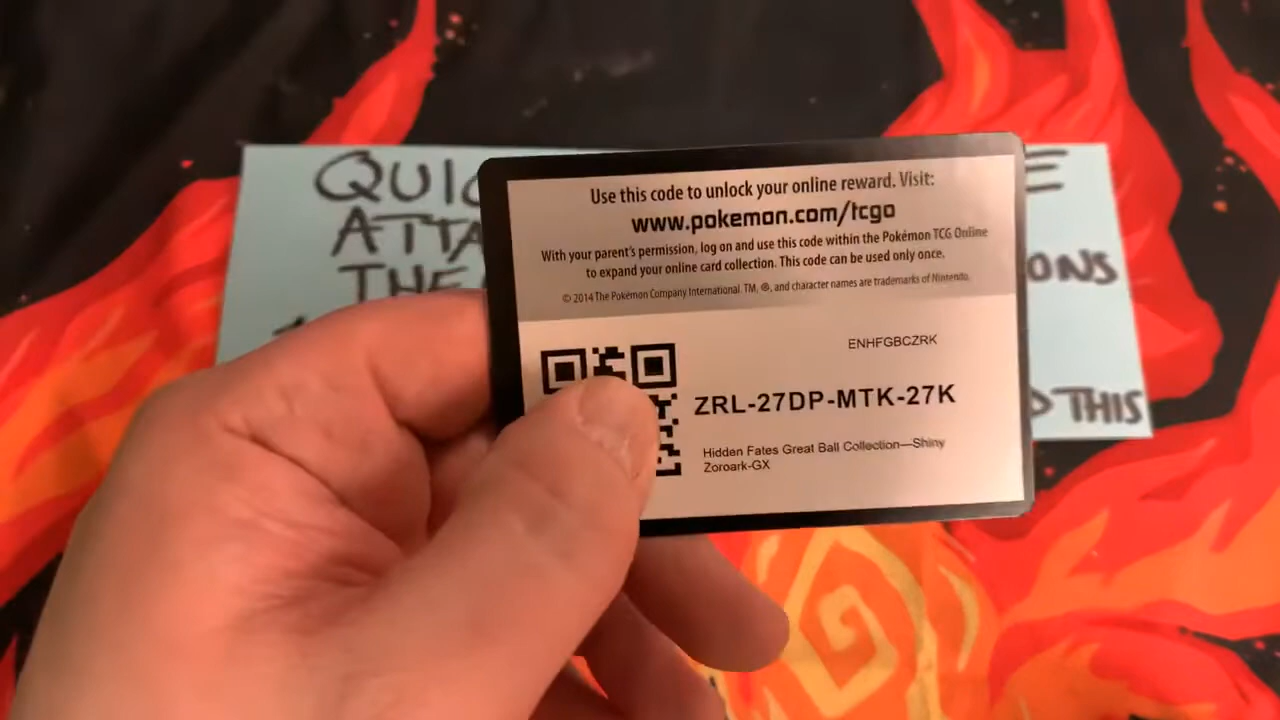 QUIC
E
ATTA
THE
ONS
THIS
Use this code to unlock your online reward. Visit:
www.pokemon.com/tcgo
With your parent's permission, log on and use this code within the Pokémon TCG Online
to expand your online card collection. This code can be used only once.
© 2014 The Pokémon Company International. TM, ®, and character names are trademarks of Nintendo.
ENHFGBCZRK
ZRL-27DP-MTK-27K
Hidden Fates Great Ball Collection—Shiny
Zoroark-GX